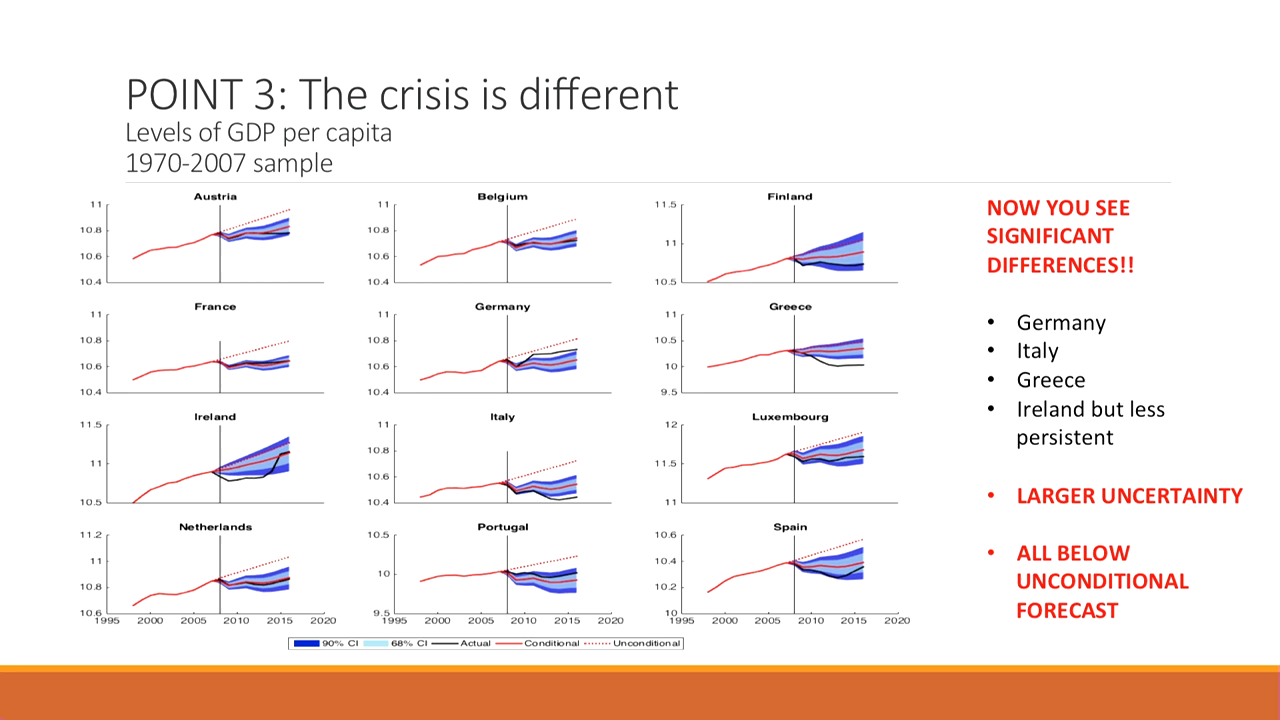 POINT 3: The crisis is different
Levels of GDP per capita
1970-2007 sample
Austria
11
10.8
10.6
10.4
Belgium
11
10.8
10.6
10.4
Finland
11.5
11
10.5
France
11
10.8
10.6
10.4
Germany
11
10.8
10.6
10.4
Greece
11
10.5
10
9.5
Ireland
11.5
11
10.5
Italy
11
10.8
10.6
10.4
Luxembourg
12
11.5
11
Netherlands
11.2
11
10.8
10.6
1995 2000 2005 2010 2015 2020
Portugal
10.5
10
9.5
1995 2000 2005 2010 2015 2020
Spain
10.6
10.4
10.2
10
1995 2000 2005 2010 2015 2020
90% CI 68% CI Actual Conditional Unconditional
NOW YOU SEE
SIGNIFICANT
DIFFERENCES!!
• Germany
• Italy
• Greece
• Ireland but less
persistent
• LARGER UNCERTAINTY
• ALL BELOW
UNCONDITIONAL
FORECAST